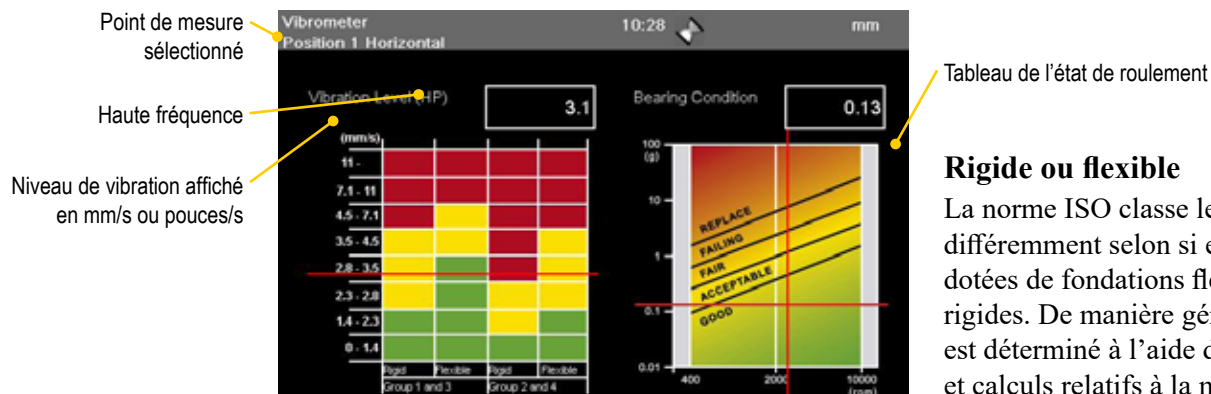 Point de mesure
sélectionné
Haute fréquence
Niveau de vibration affiché
en mm/s ou pouces/s
Vibrometer
Position 1 Horizontal
10:28
mm
Vibration Level (HP)
3.1
(mm/s)
11 -
7.1 - 11
4.5 - 7.1
3.5 - 4.5
2.8 - 3.5
2.3 - 2.8
1.4 - 2.3
0 - 1.4
Rigid Flexible Rigid Flexible
Group 1 and 3 Group 2 and 4
Bearing Condition
0.13
100
(g)
10
1
0.1
0.01
REPLACE
FAILING
FAIR
ACCEPTABLE
GOOD
400 2000 10000
(rpm)
Tableau de l’état de roulement
Rigide ou flexible
La norme ISO classe le
différemment selon si e
dotées de fondations fle
rigides. De manière gé
est déterminé à l’aide d
et calculs relatifs à la